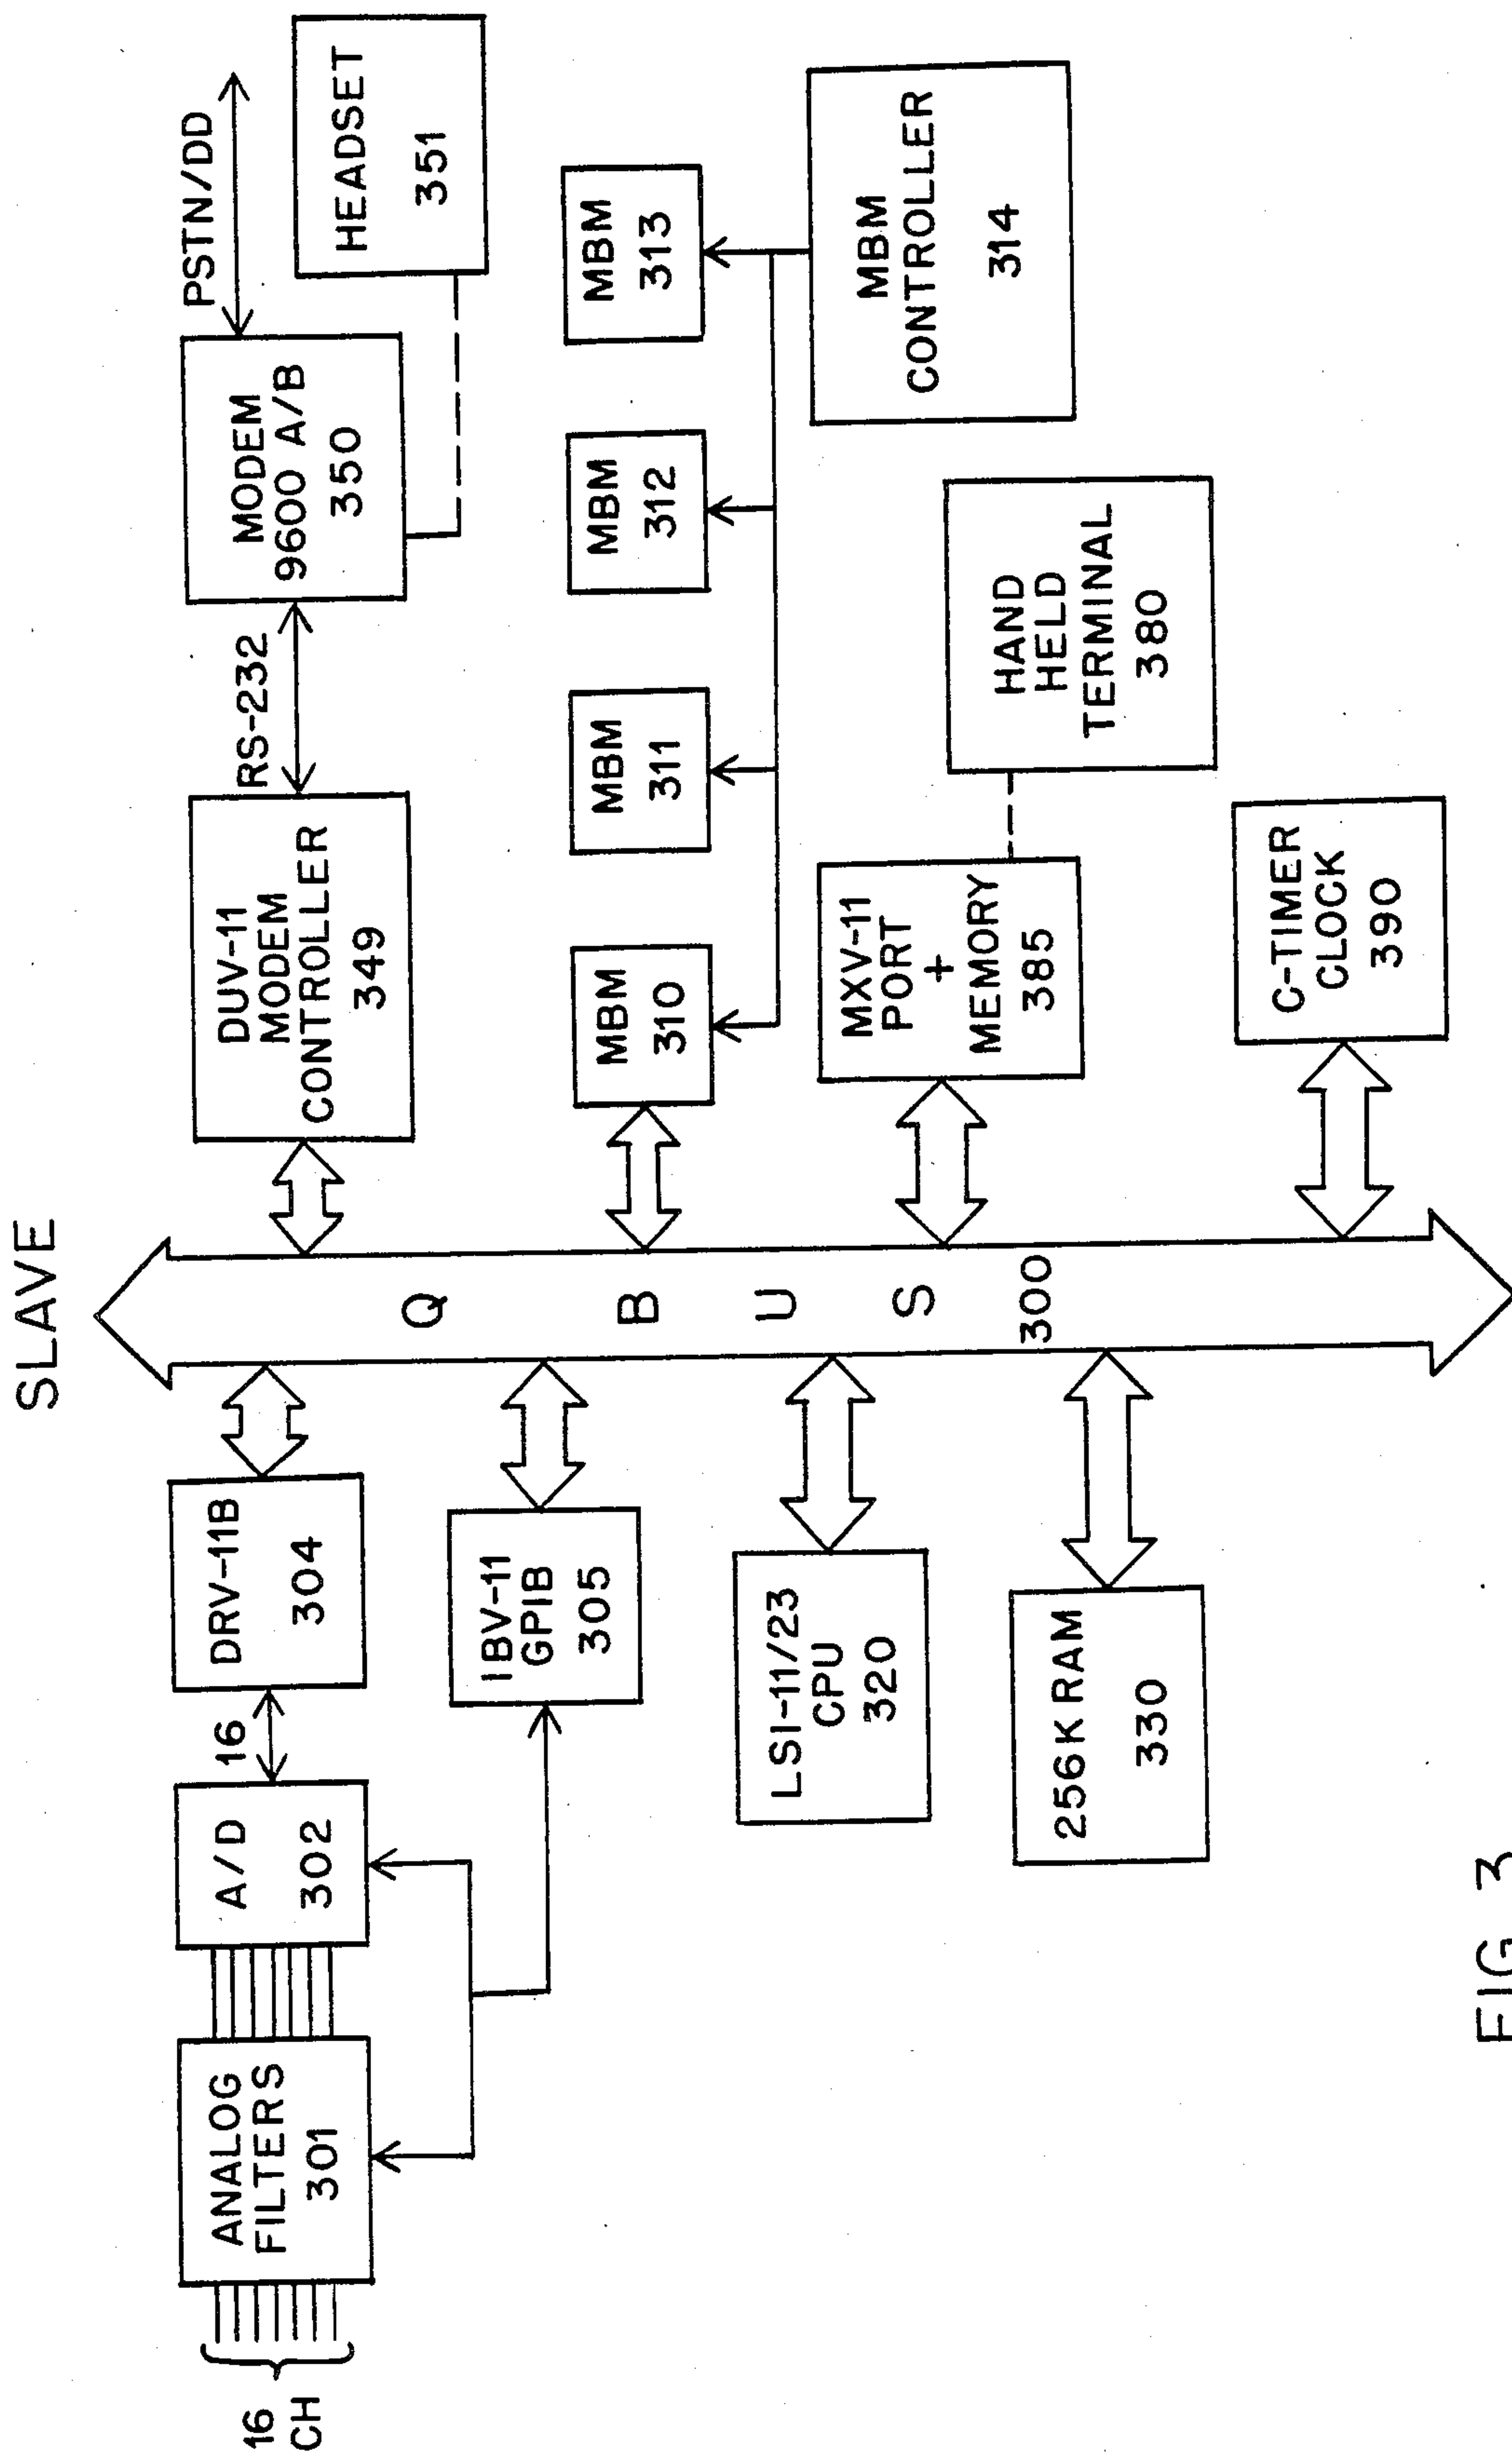 SLAVE
16
CH
ANALOG
FILTERS
301
A/D
302
16
DRV-11B
304
IBV-11
GPIB
305
LSI-11/23
CPU
320
256K RAM
330
Q
B
U
S
300
DUV-11
MODEM
CONTROLLER
349
RS-232
MODEM
9600 A/B
350
PSTN/DD
HEADSET
351
MBM
310
MBM
311
MBM
312
MBM
313
MBM
CONTROLLER
314
MXV-11
PORT
+
MEMORY
385
HAND
HELD
TERMINAL
380
C-TIMER
CLOCK
390
FIG 3